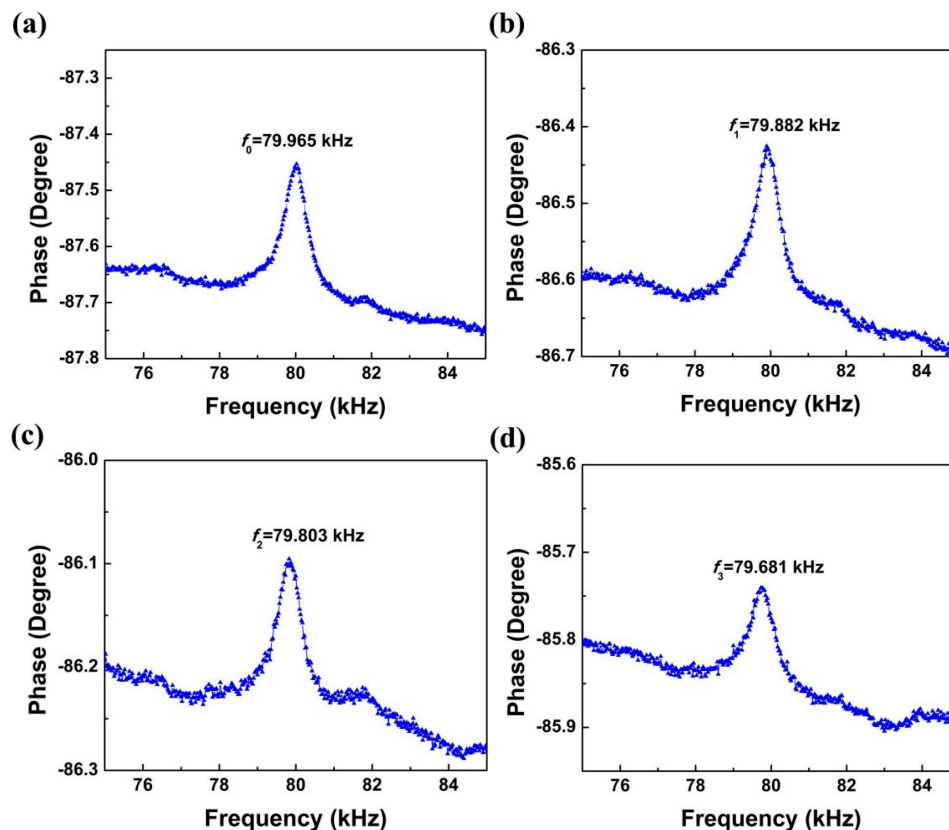 (a)
-87.3
-87.4
-87.5
-87.6
-87.7
-87.8
Phase (Degree)
f0=79.965 kHz
76 78 80 82 84
Frequency (kHz)
(b)
-86.3
-86.4
-86.5
-86.6
-86.7
Phase (Degree)
f1=79.882 kHz
76 78 80 82 84
Frequency (kHz)
(c)
-86.0
-86.1
-86.2
-86.3
Phase (Degree)
f2=79.803 kHz
76 78 80 82 84
Frequency (kHz)
(d)
-85.6
-85.7
-85.8
-85.9
Phase (Degree)
f3=79.681 kHz
76 78 80 82 84
Frequency (kHz)